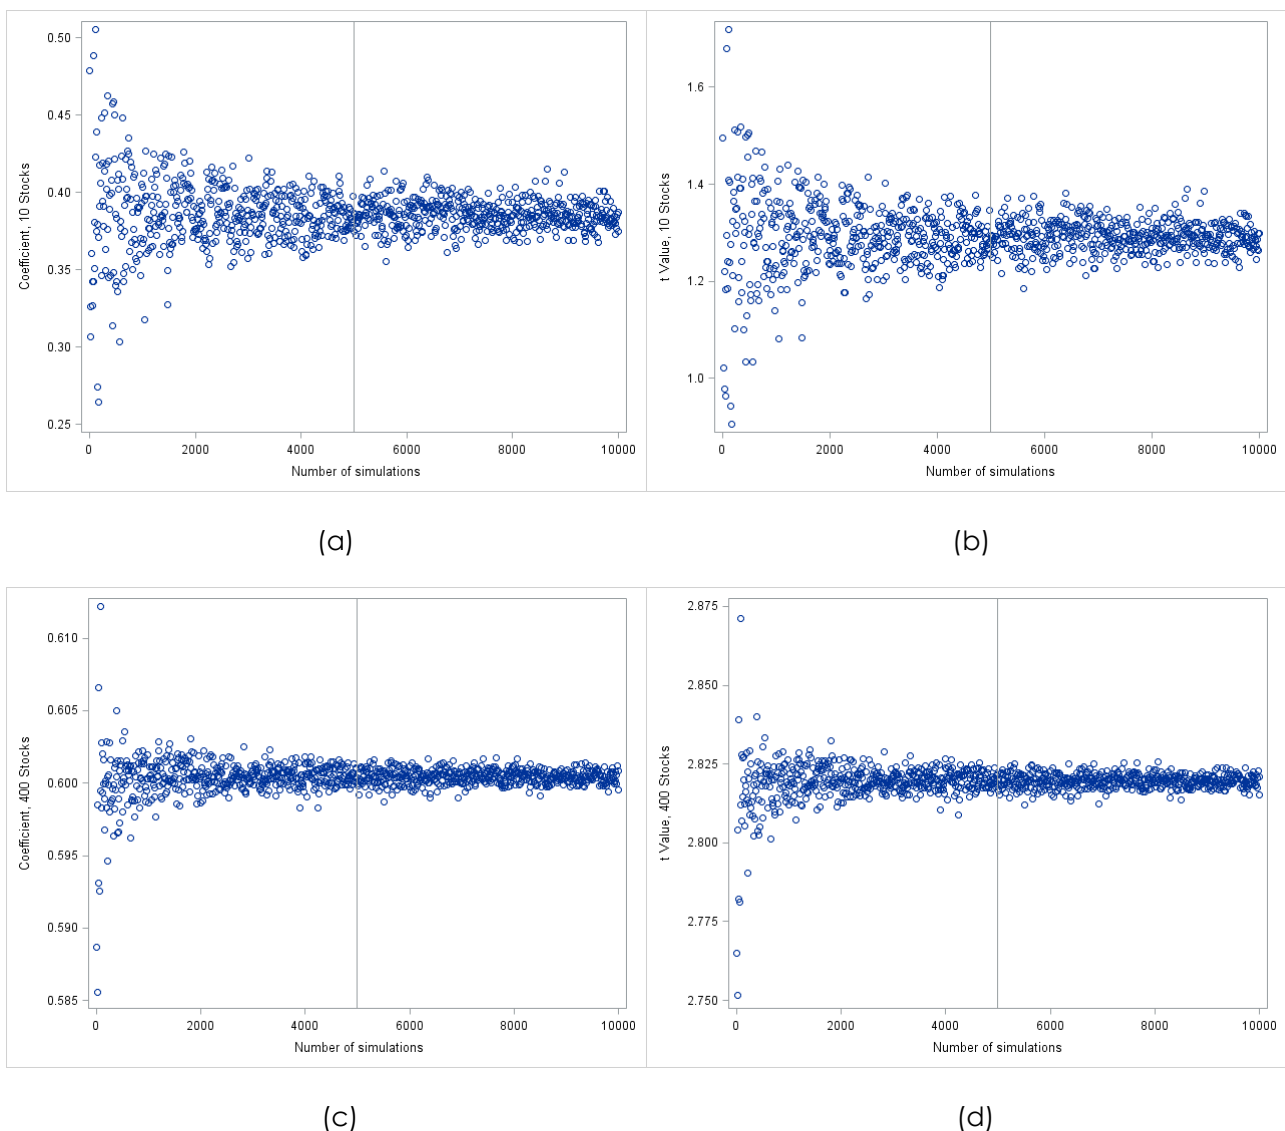 0.50
0.45
0.40
0.35
0.30
0.25
Coefficient, 10 Stocks
0 2000 4000 6000 8000 10000
Number of simulations
(a)
1.6
1.4
1.2
1.0
t Value, 10 Stocks
0 2000 4000 6000 8000 10000
Number of simulations
(b)
0.610
0.605
0.600
0.595
0.590
0.585
Coefficient, 400 Stocks
0 2000 4000 6000 8000 10000
Number of simulations
(c)
2.875
2.850
2.825
2.800
2.775
2.750
t Value, 400 Stocks
0 2000 4000 6000 8000 10000
Number of simulations
(d)